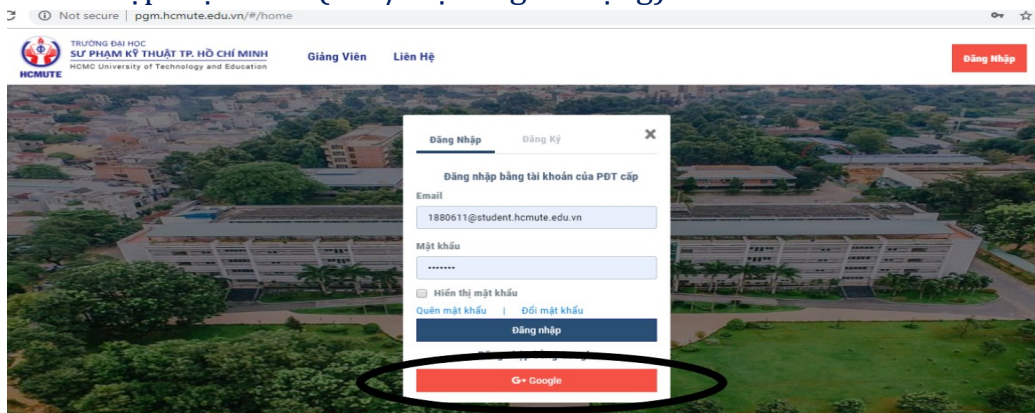 Not secure | pgm.hcmute.edu.vn/#/home
TRƯỜNG ĐẠI HỌC
SƯ PHẠM KỸ THUẬT TP. HỒ CHÍ MINH
HCMC University of Technology and Education
HCMUTE
Giảng Viên Liên Hệ
Đăng Nhập
Đăng Nhập Đăng Ký ×
Đăng nhập bằng tài khoản của PĐT cấp
Email
1880611@student.hcmute.edu.vn
Mật khẩu
•••••••
Hiển thị mật khẩu
Quên mật khẩu | Đổi mật khẩu
Đăng nhập
G+ Google